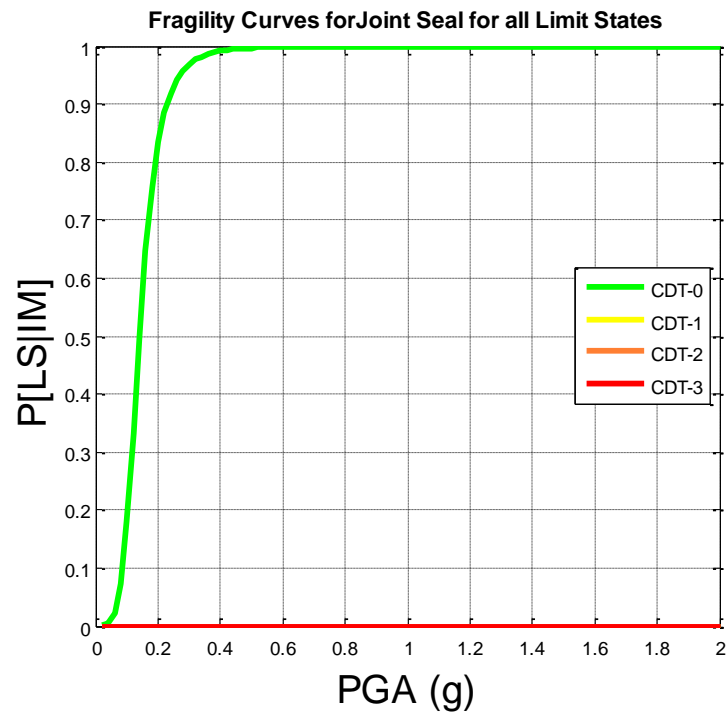 Fragility Curves forJoint Seal for all Limit States
1
0.9
0.8
0.7
0.6
0.5
0.4
0.3
0.2
0.1
0
P[LS|IM]
CDT-0
CDT-1
CDT-2
CDT-3
0 0.2 0.4 0.6 0.8 1 1.2 1.4 1.6 1.8 2
PGA (g)